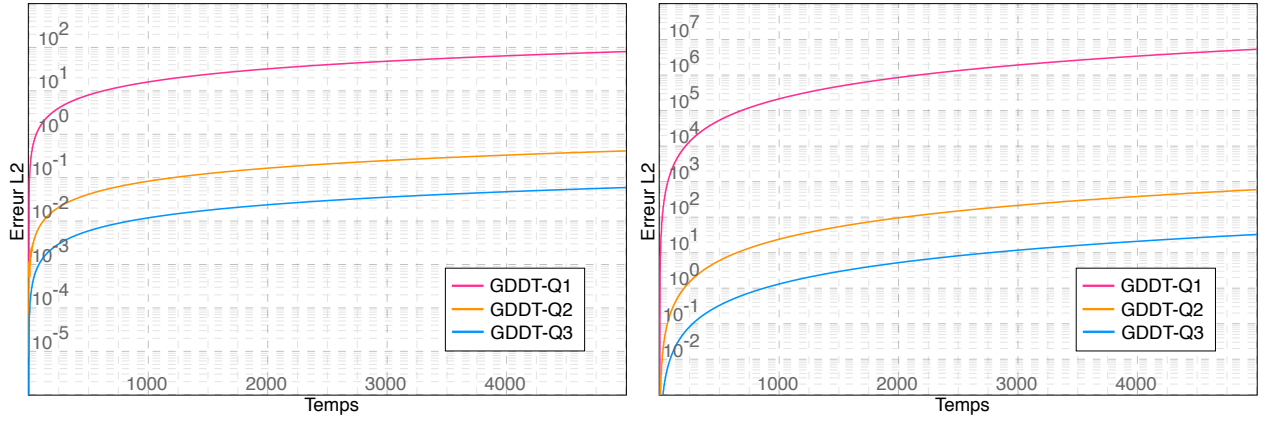 10^2
10^1
10^0
10^-1
10^-2
10^-3
10^-4
10^-5
Erreur L2
GDDT-Q1
GDDT-Q2
GDDT-Q3
1000 2000 3000 4000
Temps
10^7
10^6
10^5
10^4
10^3
10^2
10^1
10^0
10^-1
10^-2
Erreur L2
GDDT-Q1
GDDT-Q2
GDDT-Q3
1000 2000 3000 4000
Temps